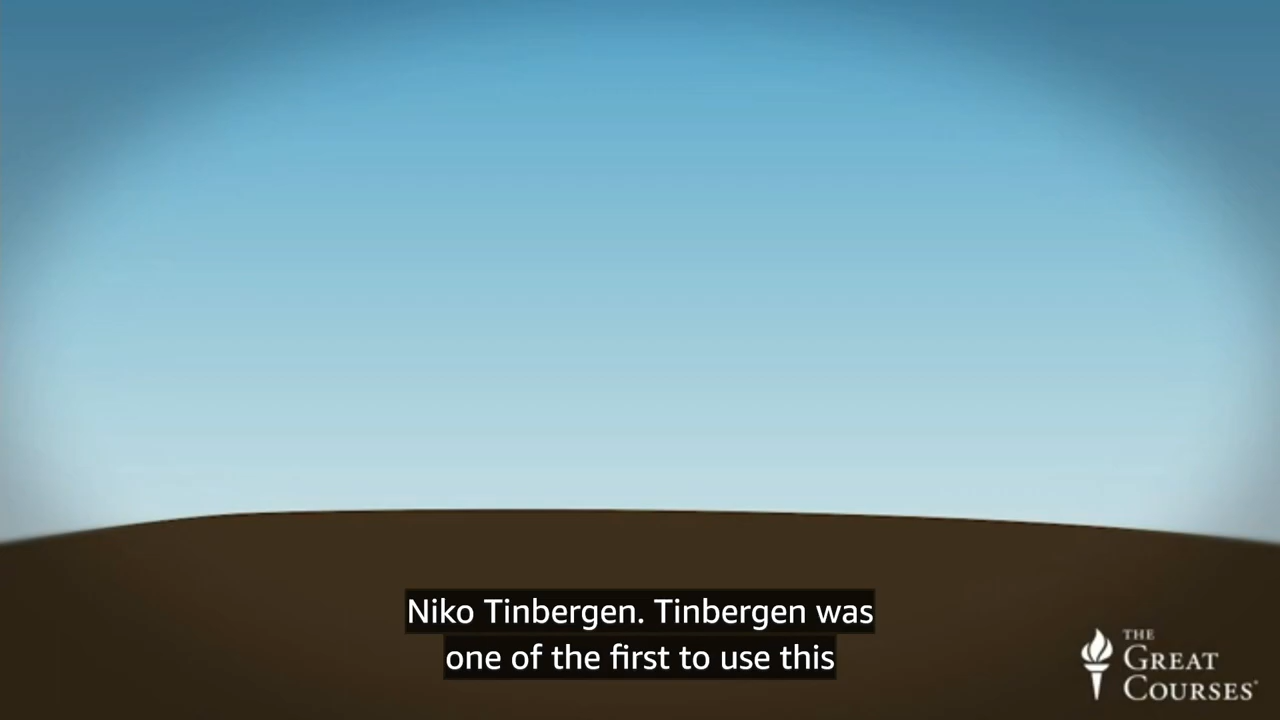 Niko Tinbergen. Tinbergen was
one of the first to use this
THE
GREAT
COURSES